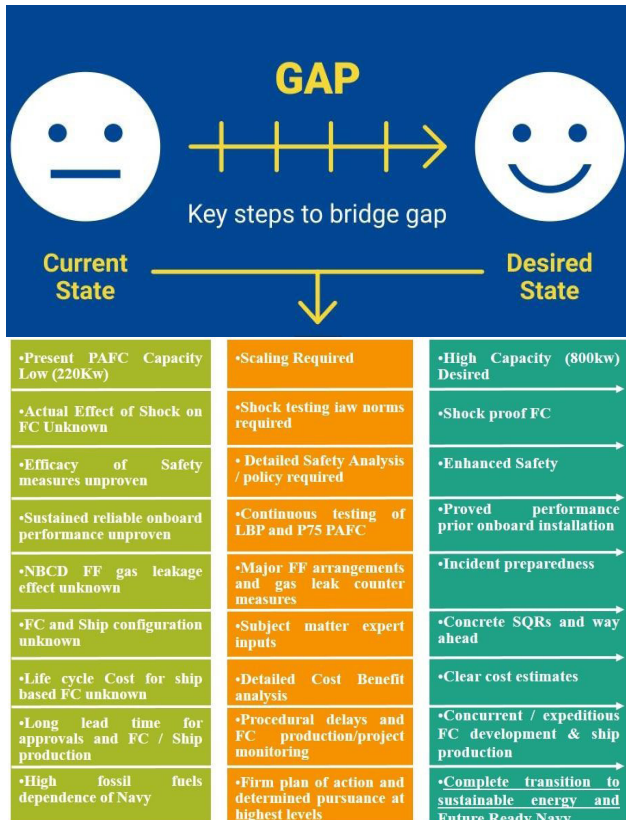 GAP
Key steps to bridge gap
Current
State
Desired
State
•Present PAFC Capacity
Low (220Kw)
•Scaling Required
•High Capacity (800kw)
Desired
•Actual Effect of Shock on
FC Unknown
•Shock testing iaw norms
required
•Shock proof FC
•Efficacy of Safety
measures unproven
• Detailed Safety Analysis
/ policy required
•Enhanced Safety
•Sustained reliable onboard
performance unproven
•Continuous testing of
LBP and P75 PAFC
•Proved performance
prior onboard installation
•NBCD FF gas leakage
effect unknown
•Major FF arrangements
and gas leak counter
measures
•Incident preparedness
•FC and Ship configuration
unknown
•Subject matter expert
inputs
•Concrete SQRs and way
ahead
•Life cycle Cost for ship
based FC unknown
•Detailed Cost Benefit
analysis
•Clear cost estimates
•Long lead time for
approvals and FC / Ship
production
•Procedural delays and
FC production/project
monitoring
•Concurrent / expeditious
FC development & ship
production
•High fossil fuels
dependence of Navy
•Firm plan of action and
determined pursuance at
highest levels
•Complete transition to
sustainable energy and
Future Ready Navy